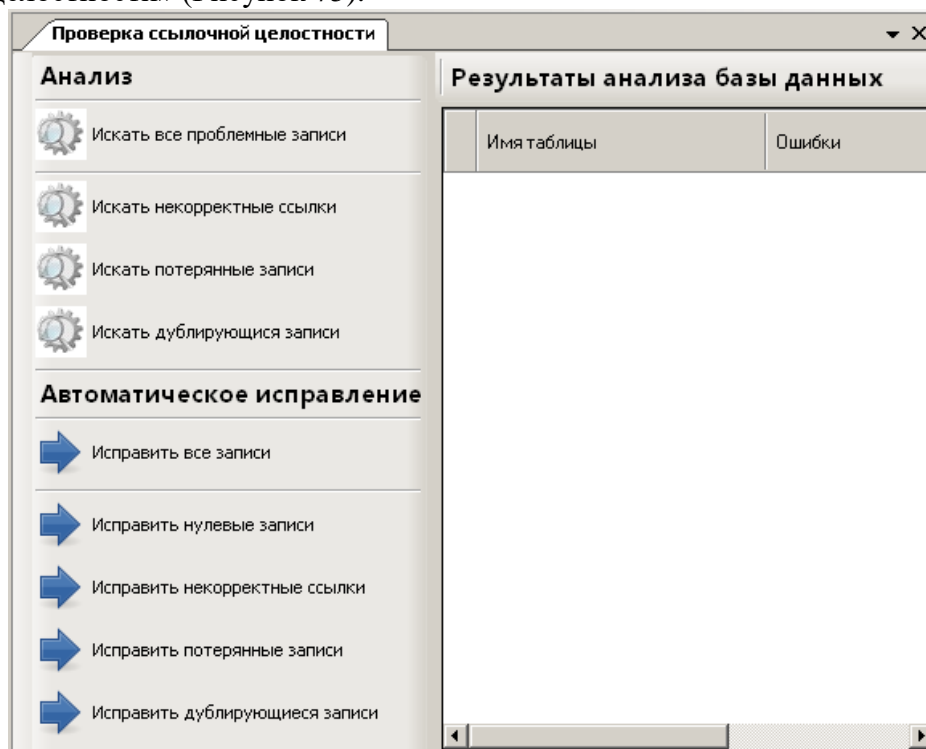 Проверка ссылочной целостности
Анализ
Искать все проблемные записи
Искать некорректные ссылки
Искать потерянные записи
Искать дублирующися записи
Автоматическое исправление
Исправить все записи
Исправить нулевые записи
Исправить некорректные ссылки
Исправить потерянные записи
Исправить дублирующиеся записи
Результаты анализа базы данных
Имя таблицы
Ошибки